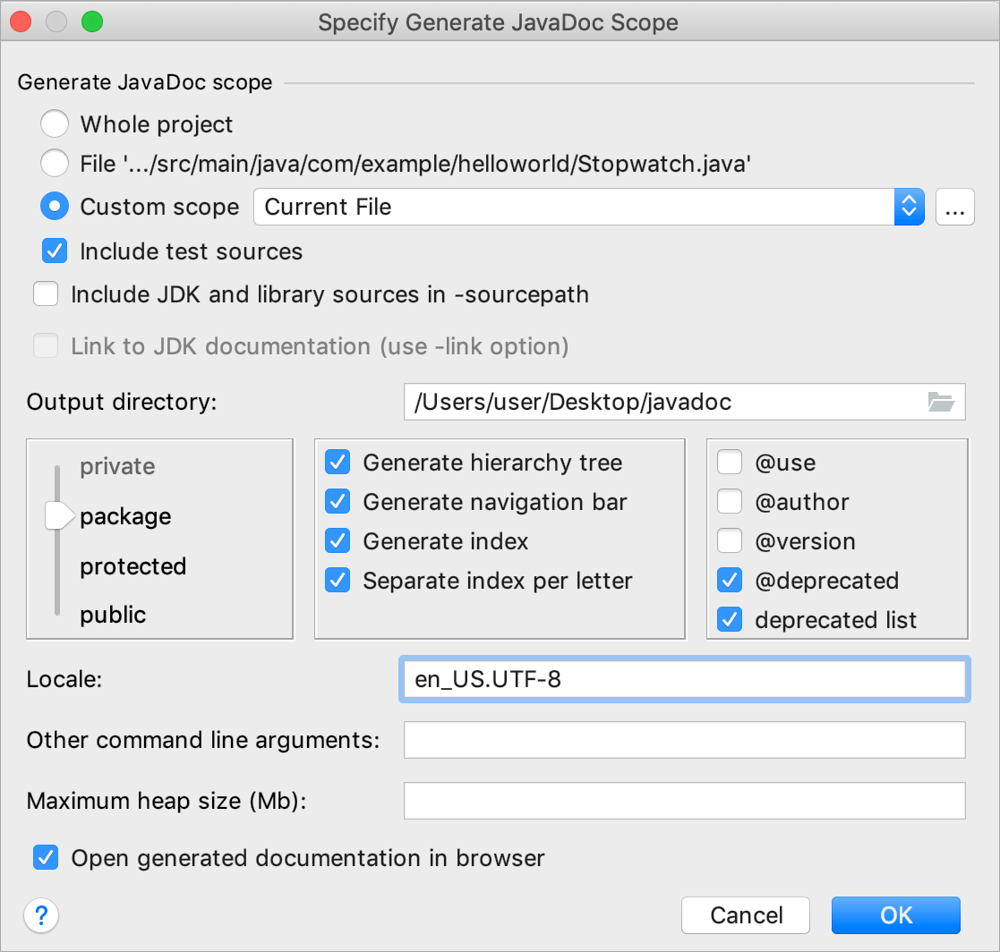 Specify Generate JavaDoc Scope
Generate JavaDoc scope
Whole project
File '.../src/main/java/com/example/helloworld/Stopwatch.java'
Custom scope Current File ...
Include test sources
Include JDK and library sources in -sourcepath
Link to JDK documentation (use -link option)
Output directory: /Users/user/Desktop/javadoc
private
package
protected
public
Generate hierarchy tree
Generate navigation bar
Generate index
Separate index per letter
@use
@author
@version
@deprecated
deprecated list
Locale: en_US.UTF-8
Other command line arguments:
Maximum heap size (Mb):
Open generated documentation in browser
? Cancel OK